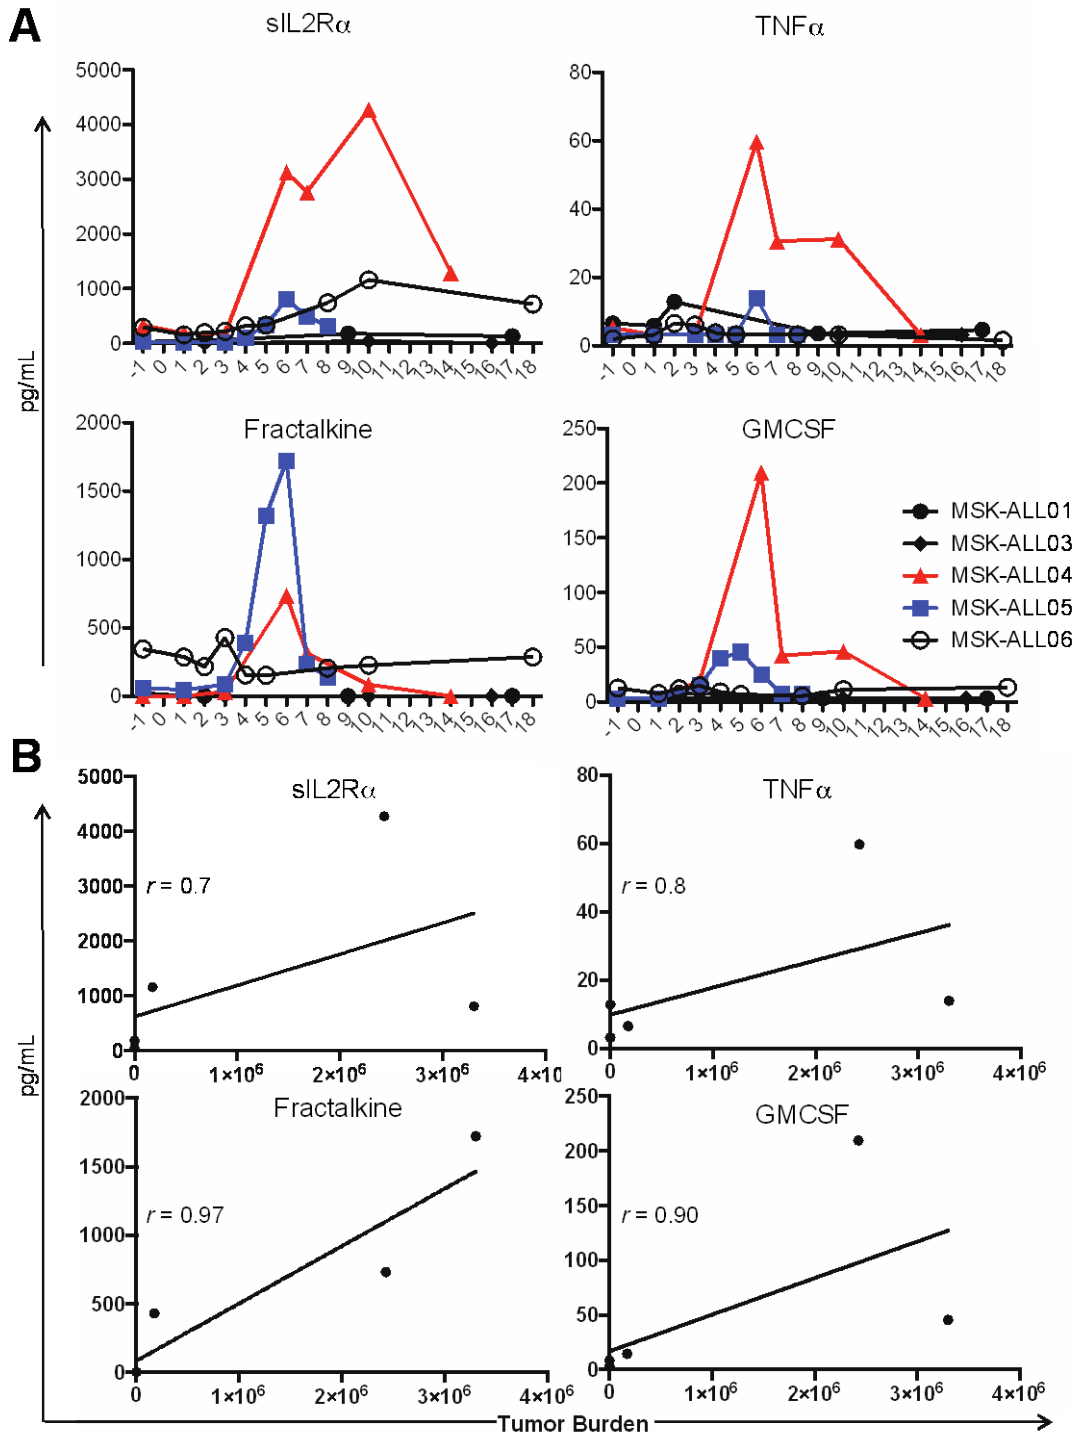 A
sIL2Rα
TNFα
5000
4000
3000
2000
1000
0
-1 0 1 2 3 4 5 6 7 8 9 10 11 12 13 14 15 16 17 18
80
60
40
20
0
-1 0 1 2 3 4 5 6 7 8 9 10 11 12 13 14 15 16 17 18
pg/mL
Fractalkine
GMCSF
2000
1500
1000
500
0
-1 0 1 2 3 4 5 6 7 8 9 10 11 12 13 14 15 16 17 18
250
200
150
100
50
0
-1 0 1 2 3 4 5 6 7 8 9 10 11 12 13 14 15 16 17 18
MSK-ALL01
MSK-ALL03
MSK-ALL04
MSK-ALL05
MSK-ALL06
B
sIL2Rα
TNFα
5000
4000
3000
2000
1000
0
r = 0.7
0 1×10⁶ 2×10⁶ 3×10⁶ 4×10
80
60
40
20
0
r = 0.8
0 1×10⁶ 2×10⁶ 3×10⁶ 4×10⁶
pg/mL
Fractalkine
GMCSF
2000
1500
1000
500
0
r = 0.97
0 1×10⁶ 2×10⁶ 3×10⁶ 4×10⁶
250
200
150
100
50
0
r = 0.90
0 1×10⁶ 2×10⁶ 3×10⁶ 4×10⁶
Tumor Burden